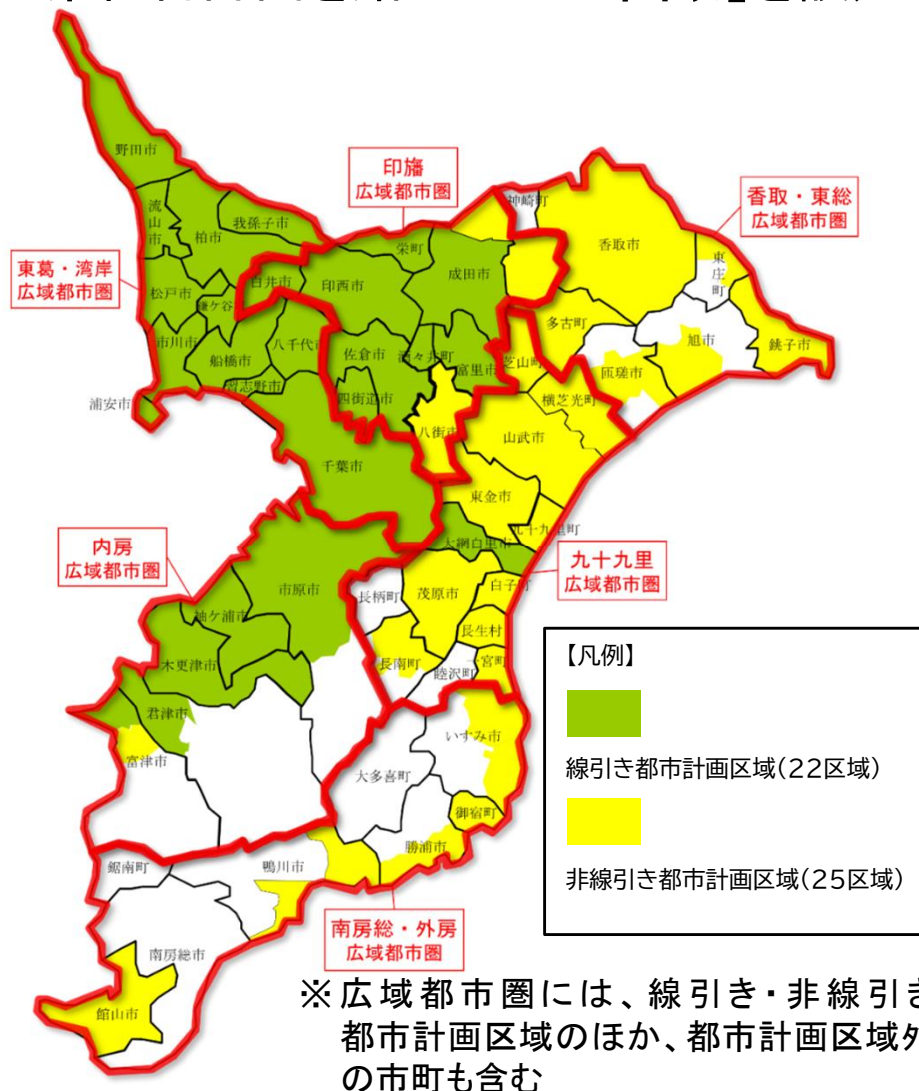 野田市
流山市
柏市
我孫子市
印旛
広域都市圏
神崎町
香取市
香取・東総
広域都市圏
東庄町
栄町
成田市
白井市
印西市
東葛・湾岸
広域都市圏
松戸市
鎌ケ谷市
市川市
船橋市
八千代市
習志野市
浦安市
佐倉市
酒々井町
富里市
芝山町
四街道市
八街市
多古町
匝瑳市
旭市
銚子市
横芝光町
山武市
千葉市
東金市
九十九里町
大網白里市
内房
広域都市圏
九十九里
広域都市圏
市原市
長柄町
茂原市
白子町
長生村
袖ケ浦市
木更津市
長南町
睦沢町
一宮町
君津市
富津市
いすみ市
大多喜町
御宿町
勝浦市
鋸南町
鴨川市
南房総・外房
広域都市圏
南房総市
館山市
【凡例】
線引き都市計画区域(22区域)
非線引き都市計画区域(25区域)
※広域都市圏には、線引き・非線引き
都市計画区域のほか、都市計画区域外
の市町も含む